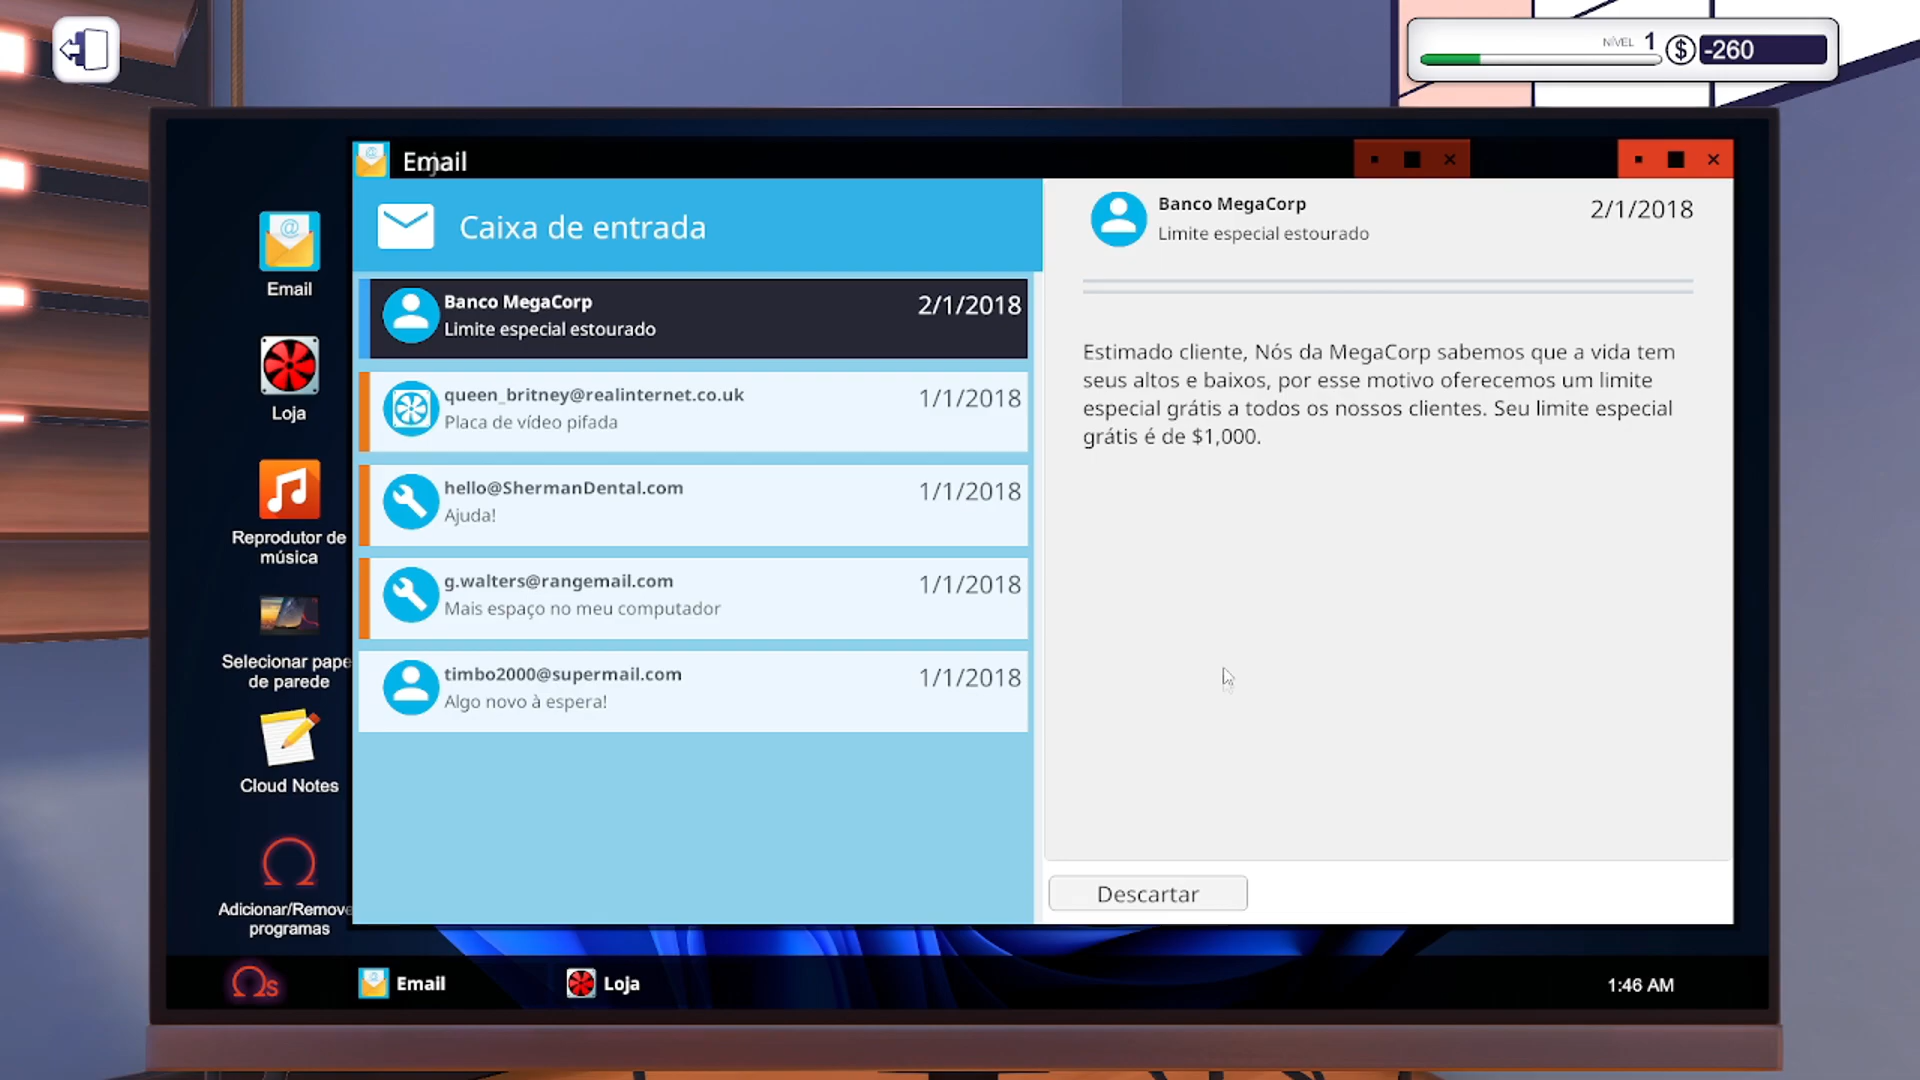 NÍVEL 1 $ -260
Email
Caixa de entrada
Banco MegaCorp 2/1/2018
Limite especial estourado
queen_britney@realinternet.co.uk 1/1/2018
Placa de vídeo pifada
hello@ShermanDental.com 1/1/2018
Ajuda!
g.walters@rangemail.com 1/1/2018
Mais espaço no meu computador
timbo2000@supermail.com 1/1/2018
Algo novo à espera!
Banco MegaCorp 2/1/2018
Limite especial estourado
Estimado cliente, Nós da MegaCorp sabemos que a vida tem
seus altos e baixos, por esse motivo oferecemos um limite
especial grátis a todos os nossos clientes. Seu limite especial
grátis é de $1,000.
Descartar
Email
Loja
Reprodutor de
música
Selecionar pape
de parede
Cloud Notes
Adicionar/Remove
programas
Ωs Email Loja 1:46 AM